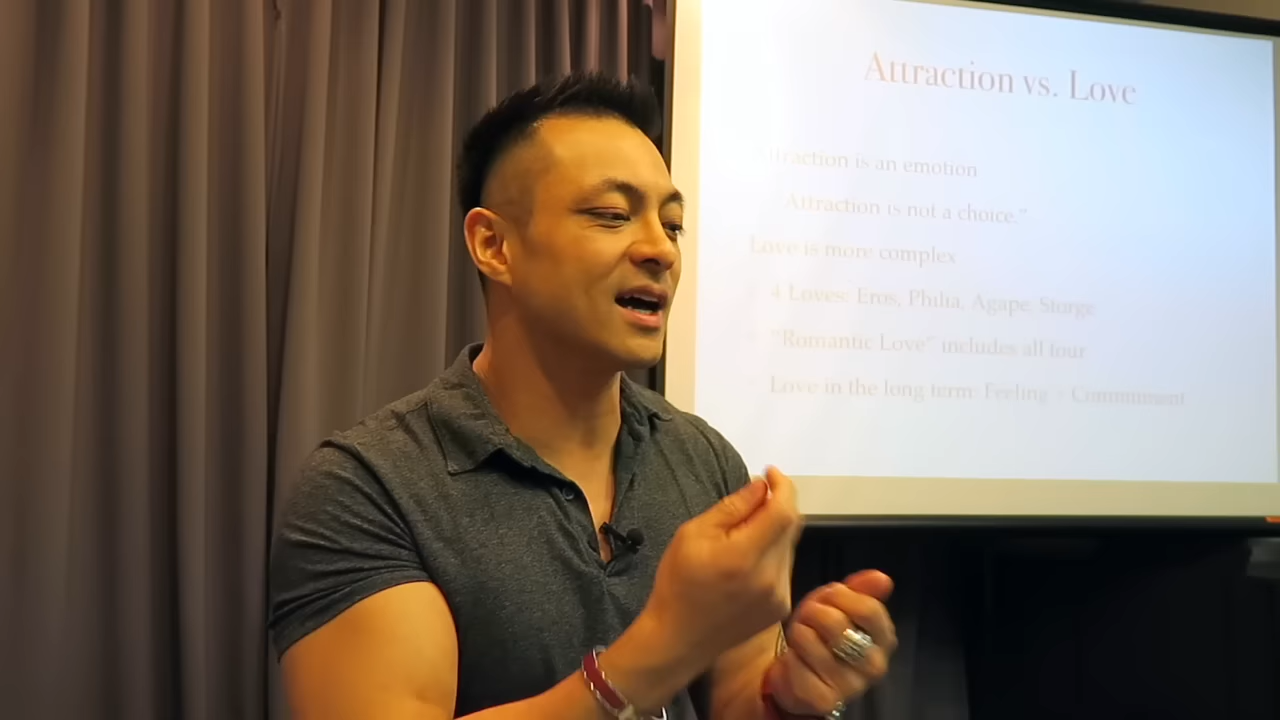 Attraction vs. Love
Attraction is an emotion
Attraction is not a choice."
Love is more complex
4 Loves: Eros, Philia, Agape, Storge
"Romantic Love" includes all four
Love in the long term: Feeling + Commitment